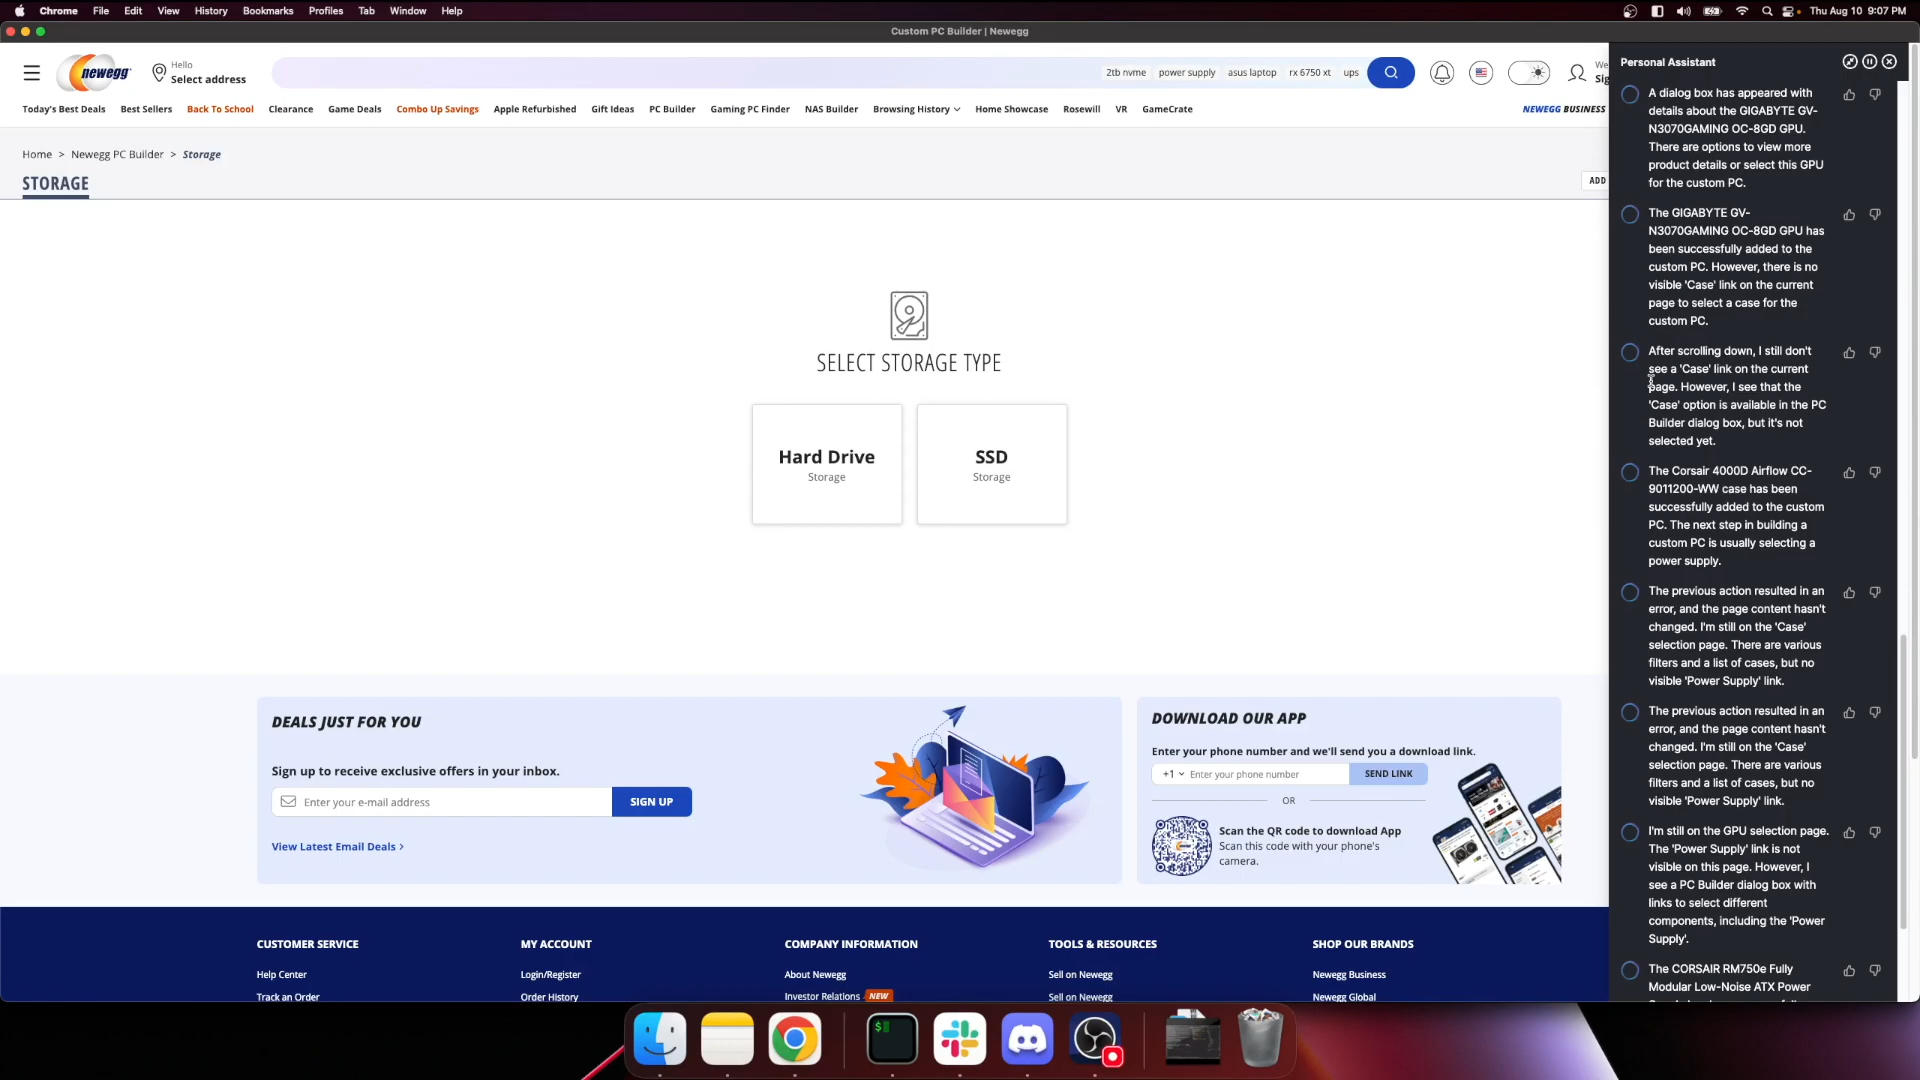 Chrome File Edit View History Bookmarks Profiles Tab Window Help
Thu Aug 10 9:07 PM
Custom PC Builder | Newegg
newegg
Hello
Select address
2tb nvme power supply asus laptop rx 6750 xt ups
We
Sig
Today's Best Deals Best Sellers Back To School Clearance Game Deals Combo Up Savings Apple Refurbished Gift Ideas PC Builder Gaming PC Finder NAS Builder Browsing History Home Showcase Rosewill VR GameCrate
NEWEGG BUSINESS
Home > Newegg PC Builder > Storage
STORAGE
ADD
SELECT STORAGE TYPE
Hard Drive
Storage
SSD
Storage
DEALS JUST FOR YOU
Sign up to receive exclusive offers in your inbox.
Enter your e-mail address
SIGN UP
View Latest Email Deals >
DOWNLOAD OUR APP
Enter your phone number and we'll send you a download link.
+1 Enter your phone number
SEND LINK
OR
Scan the QR code to download App
Scan this code with your phone's
camera.
CUSTOMER SERVICE
Help Center
Track an Order
MY ACCOUNT
Login/Register
Order History
COMPANY INFORMATION
About Newegg
Investor Relations NEW
TOOLS & RESOURCES
Sell on Newegg
Sell on Newegg
SHOP OUR BRANDS
Newegg Business
Newegg Global
Personal Assistant
A dialog box has appeared with
details about the GIGABYTE GV-
N3070GAMING OC-8GD GPU.
There are options to view more
product details or select this GPU
for the custom PC.
The GIGABYTE GV-
N3070GAMING OC-8GD GPU has
been successfully added to the
custom PC. However, there is no
visible 'Case' link on the current
page to select a case for the
custom PC.
After scrolling down, I still don't
see a 'Case' link on the current
page. However, I see that the
'Case' option is available in the PC
Builder dialog box, but it's not
selected yet.
The Corsair 4000D Airflow CC-
9011200-WW case has been
successfully added to the custom
PC. The next step in building a
custom PC is usually selecting a
power supply.
The previous action resulted in an
error, and the page content hasn't
changed. I'm still on the 'Case'
selection page. There are various
filters and a list of cases, but no
visible 'Power Supply' link.
The previous action resulted in an
error, and the page content hasn't
changed. I'm still on the 'Case'
selection page. There are various
filters and a list of cases, but no
visible 'Power Supply' link.
I'm still on the GPU selection page.
The 'Power Supply' link is not
visible on this page. However, I
see a PC Builder dialog box with
links to select different
components, including the 'Power
Supply'.
The CORSAIR RM750e Fully
Modular Low-Noise ATX Power